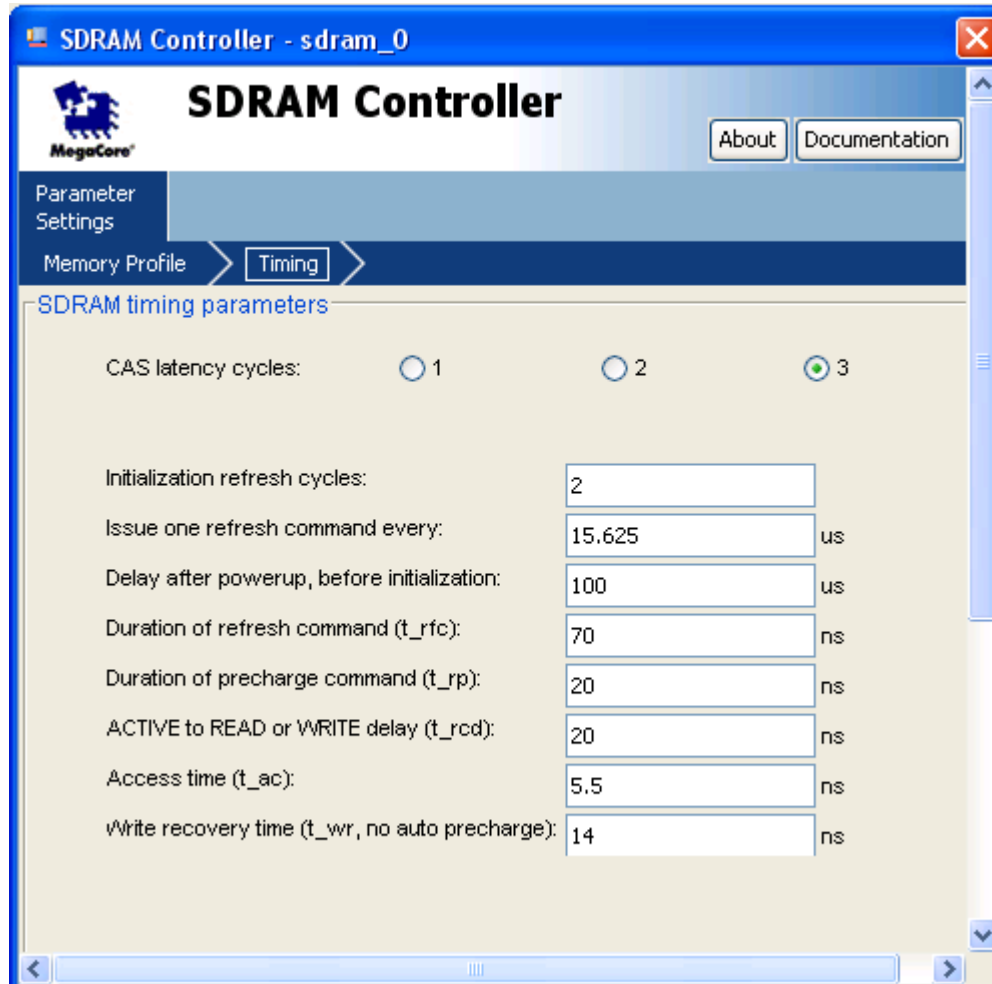 SDRAM Controller - sdram_0
SDRAM Controller
MegaCore®
About Documentation
Parameter
Settings
Memory Profile Timing
SDRAM timing parameters
CAS latency cycles: 1 2 3
Initialization refresh cycles: 2
Issue one refresh command every: 15.625 us
Delay after powerup, before initialization: 100 us
Duration of refresh command (t_rfc): 70 ns
Duration of precharge command (t_rp): 20 ns
ACTIVE to READ or WRITE delay (t_rcd): 20 ns
Access time (t_ac): 5.5 ns
Write recovery time (t_wr, no auto precharge): 14 ns